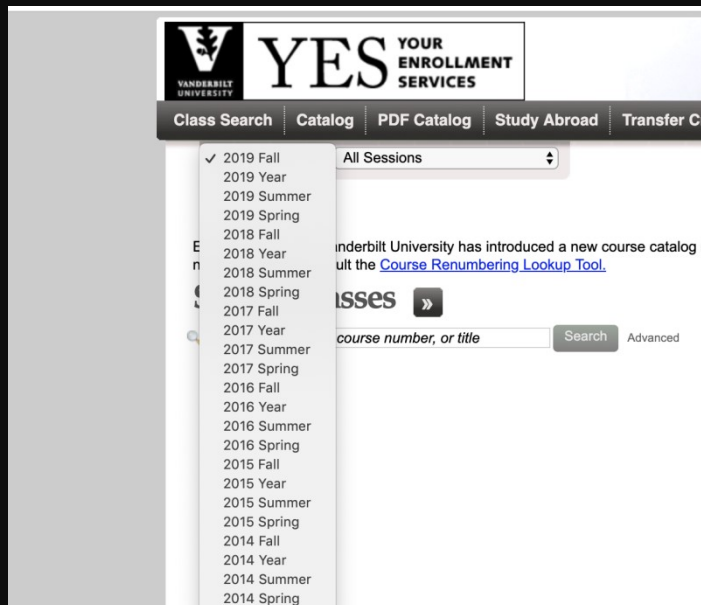 VANDERBILT
UNIVERSITY
YES
YOUR
ENROLLMENT
SERVICES
Class Search
Catalog
PDF Catalog
Study Abroad
Transfer C
✓ 2019 Fall
2019 Year
2019 Summer
2019 Spring
2018 Fall
2018 Year
2018 Summer
2018 Spring
2017 Fall
2017 Year
2017 Summer
2017 Spring
2016 Fall
2016 Year
2016 Summer
2016 Spring
2015 Fall
2015 Year
2015 Summer
2015 Spring
2014 Fall
2014 Year
2014 Summer
2014 Spring
All Sessions
nderbilt University has introduced a new course catalog
ult the Course Renumbering Lookup Tool.
asses »
course number, or title
Search
Advanced